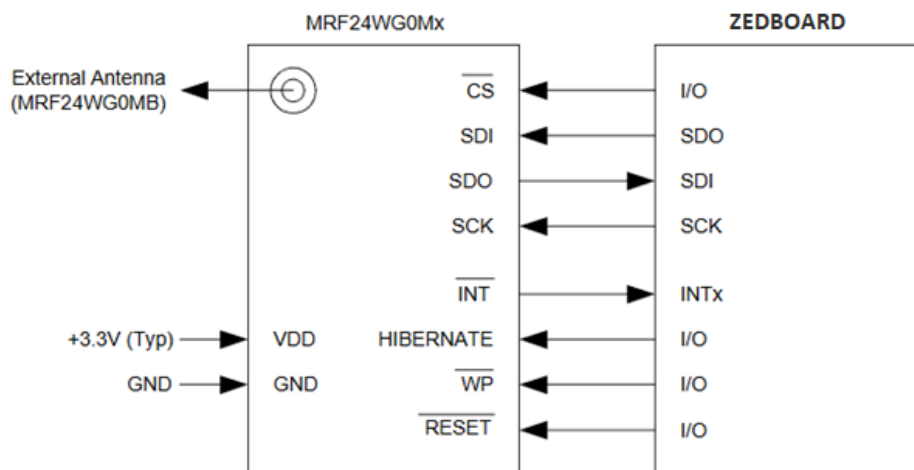 MRF24WG0Mx
ZEDBOARD
External Antenna
(MRF24WG0MB)
CS
I/O
SDI
SDO
SDO
SDI
SCK
SCK
INT
INTx
+3.3V (Typ)
VDD
HIBERNATE
I/O
GND
GND
WP
I/O
RESET
I/O